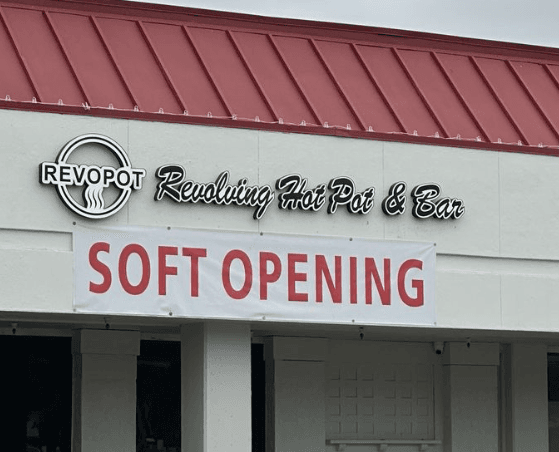 REVOPOT
Revolving Hot Pot & Bar
SOFT OPENING